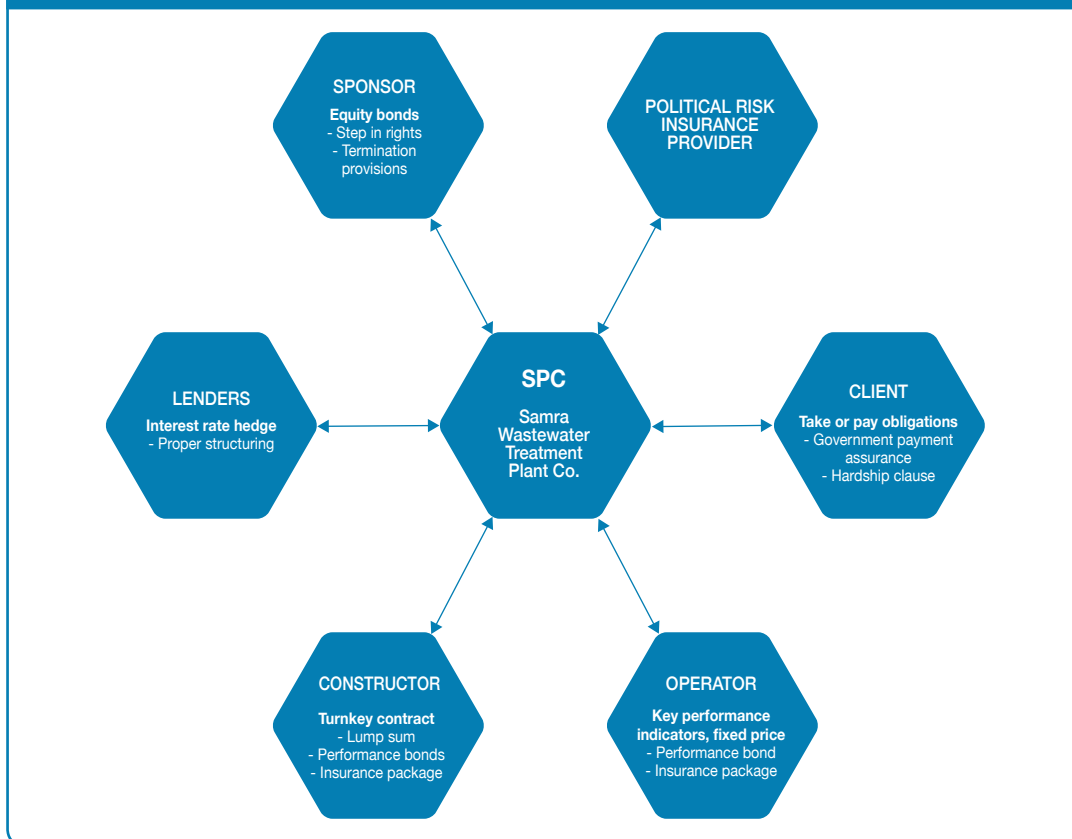 SPONSOR
Equity bonds
- Step in rights
- Termination
provisions
POLITICAL RISK
INSURANCE
PROVIDER
LENDERS
Interest rate hedge
- Proper structuring
SPC
Samra
Wastewater
Treatment
Plant Co.
CLIENT
Take or pay obligations
- Government payment
assurance
- Hardship clause
CONSTRUCTOR
Turnkey contract
- Lump sum
- Performance bonds
- Insurance package
OPERATOR
Key performance
indicators, fixed price
- Performance bond
- Insurance package